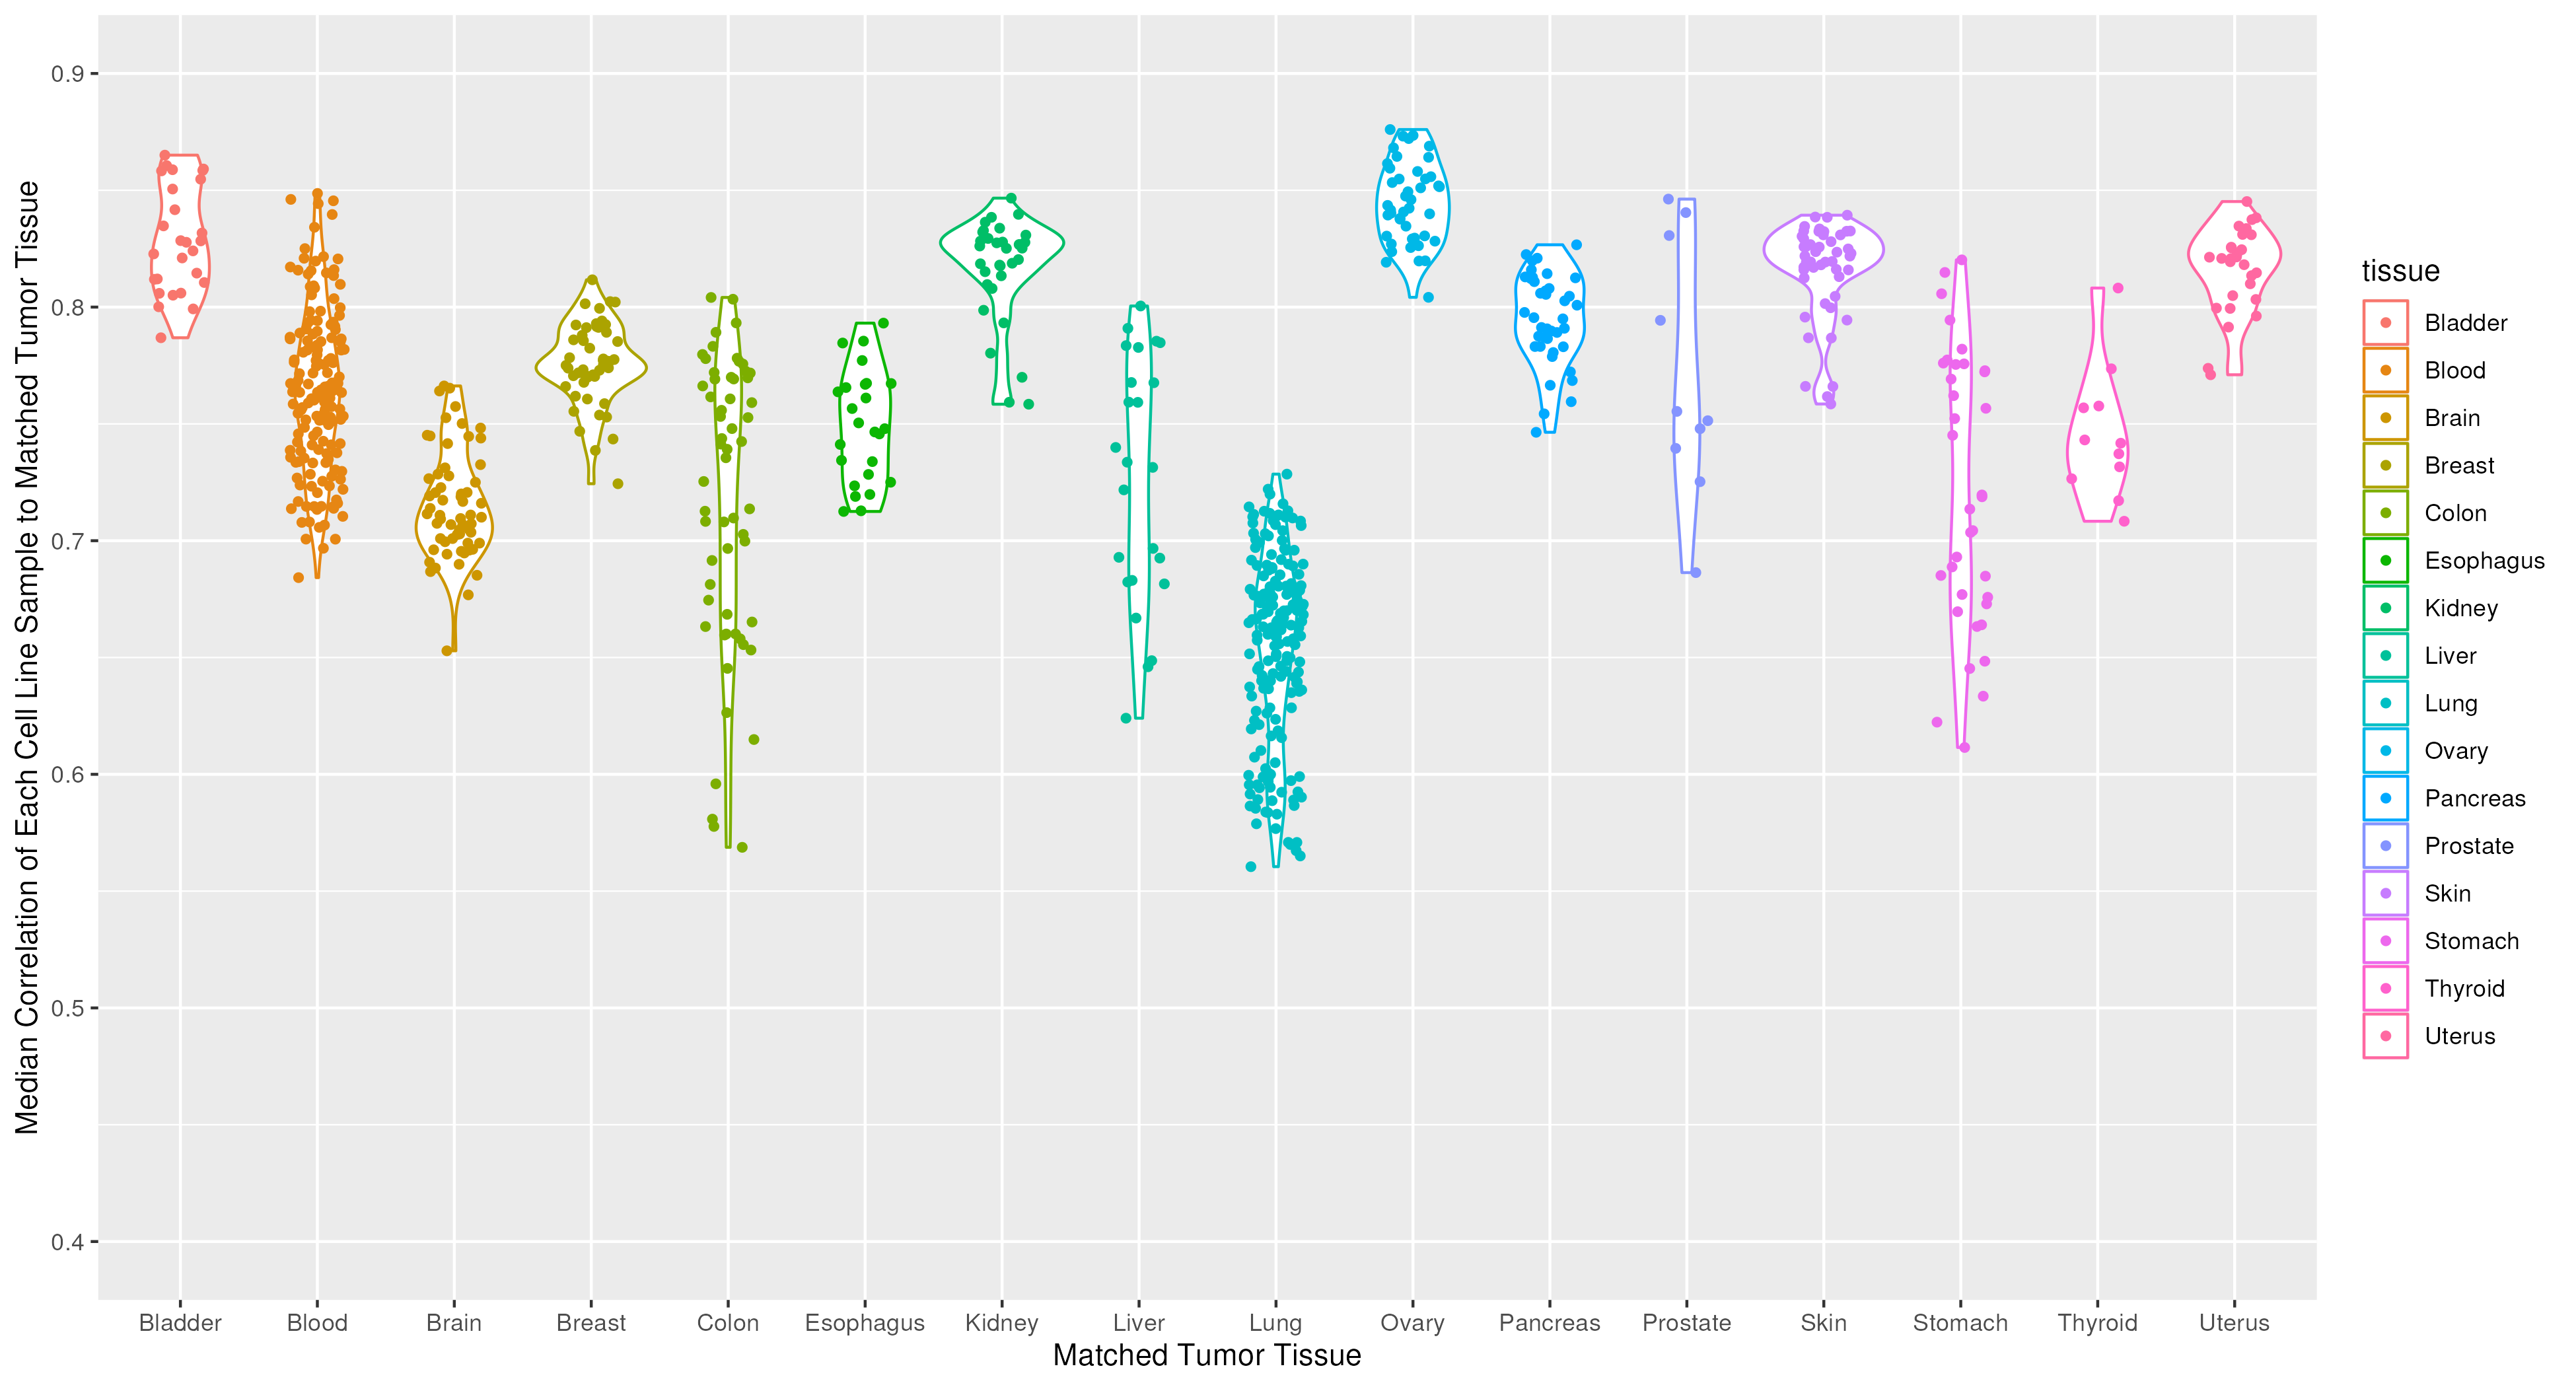 Median Correlation of Each Cell Line Sample to Matched Tumor Tissue
0.9
0.8
0.7
0.6
0.5
0.4
Bladder Blood Brain Breast Colon Esophagus Kidney Liver Lung Ovary Pancreas Prostate Skin Stomach Thyroid Uterus
Matched Tumor Tissue
tissue
Bladder
Blood
Brain
Breast
Colon
Esophagus
Kidney
Liver
Lung
Ovary
Pancreas
Prostate
Skin
Stomach
Thyroid
Uterus